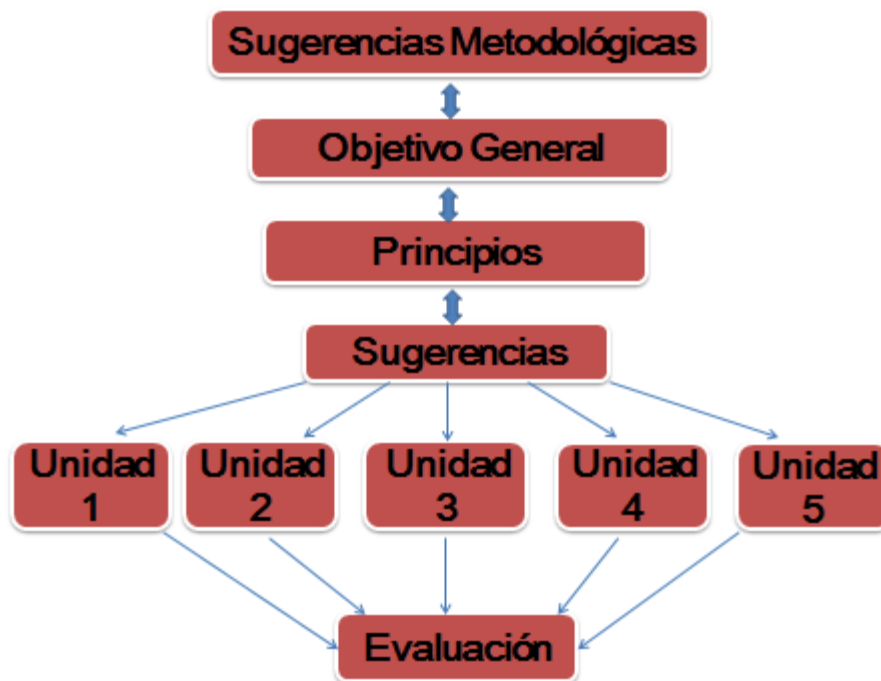 Sugerencias Metodológicas
Objetivo General
Principios
Sugerencias
Unidad
1
Unidad
2
Unidad
3
Unidad
4
Unidad
5
Evaluación